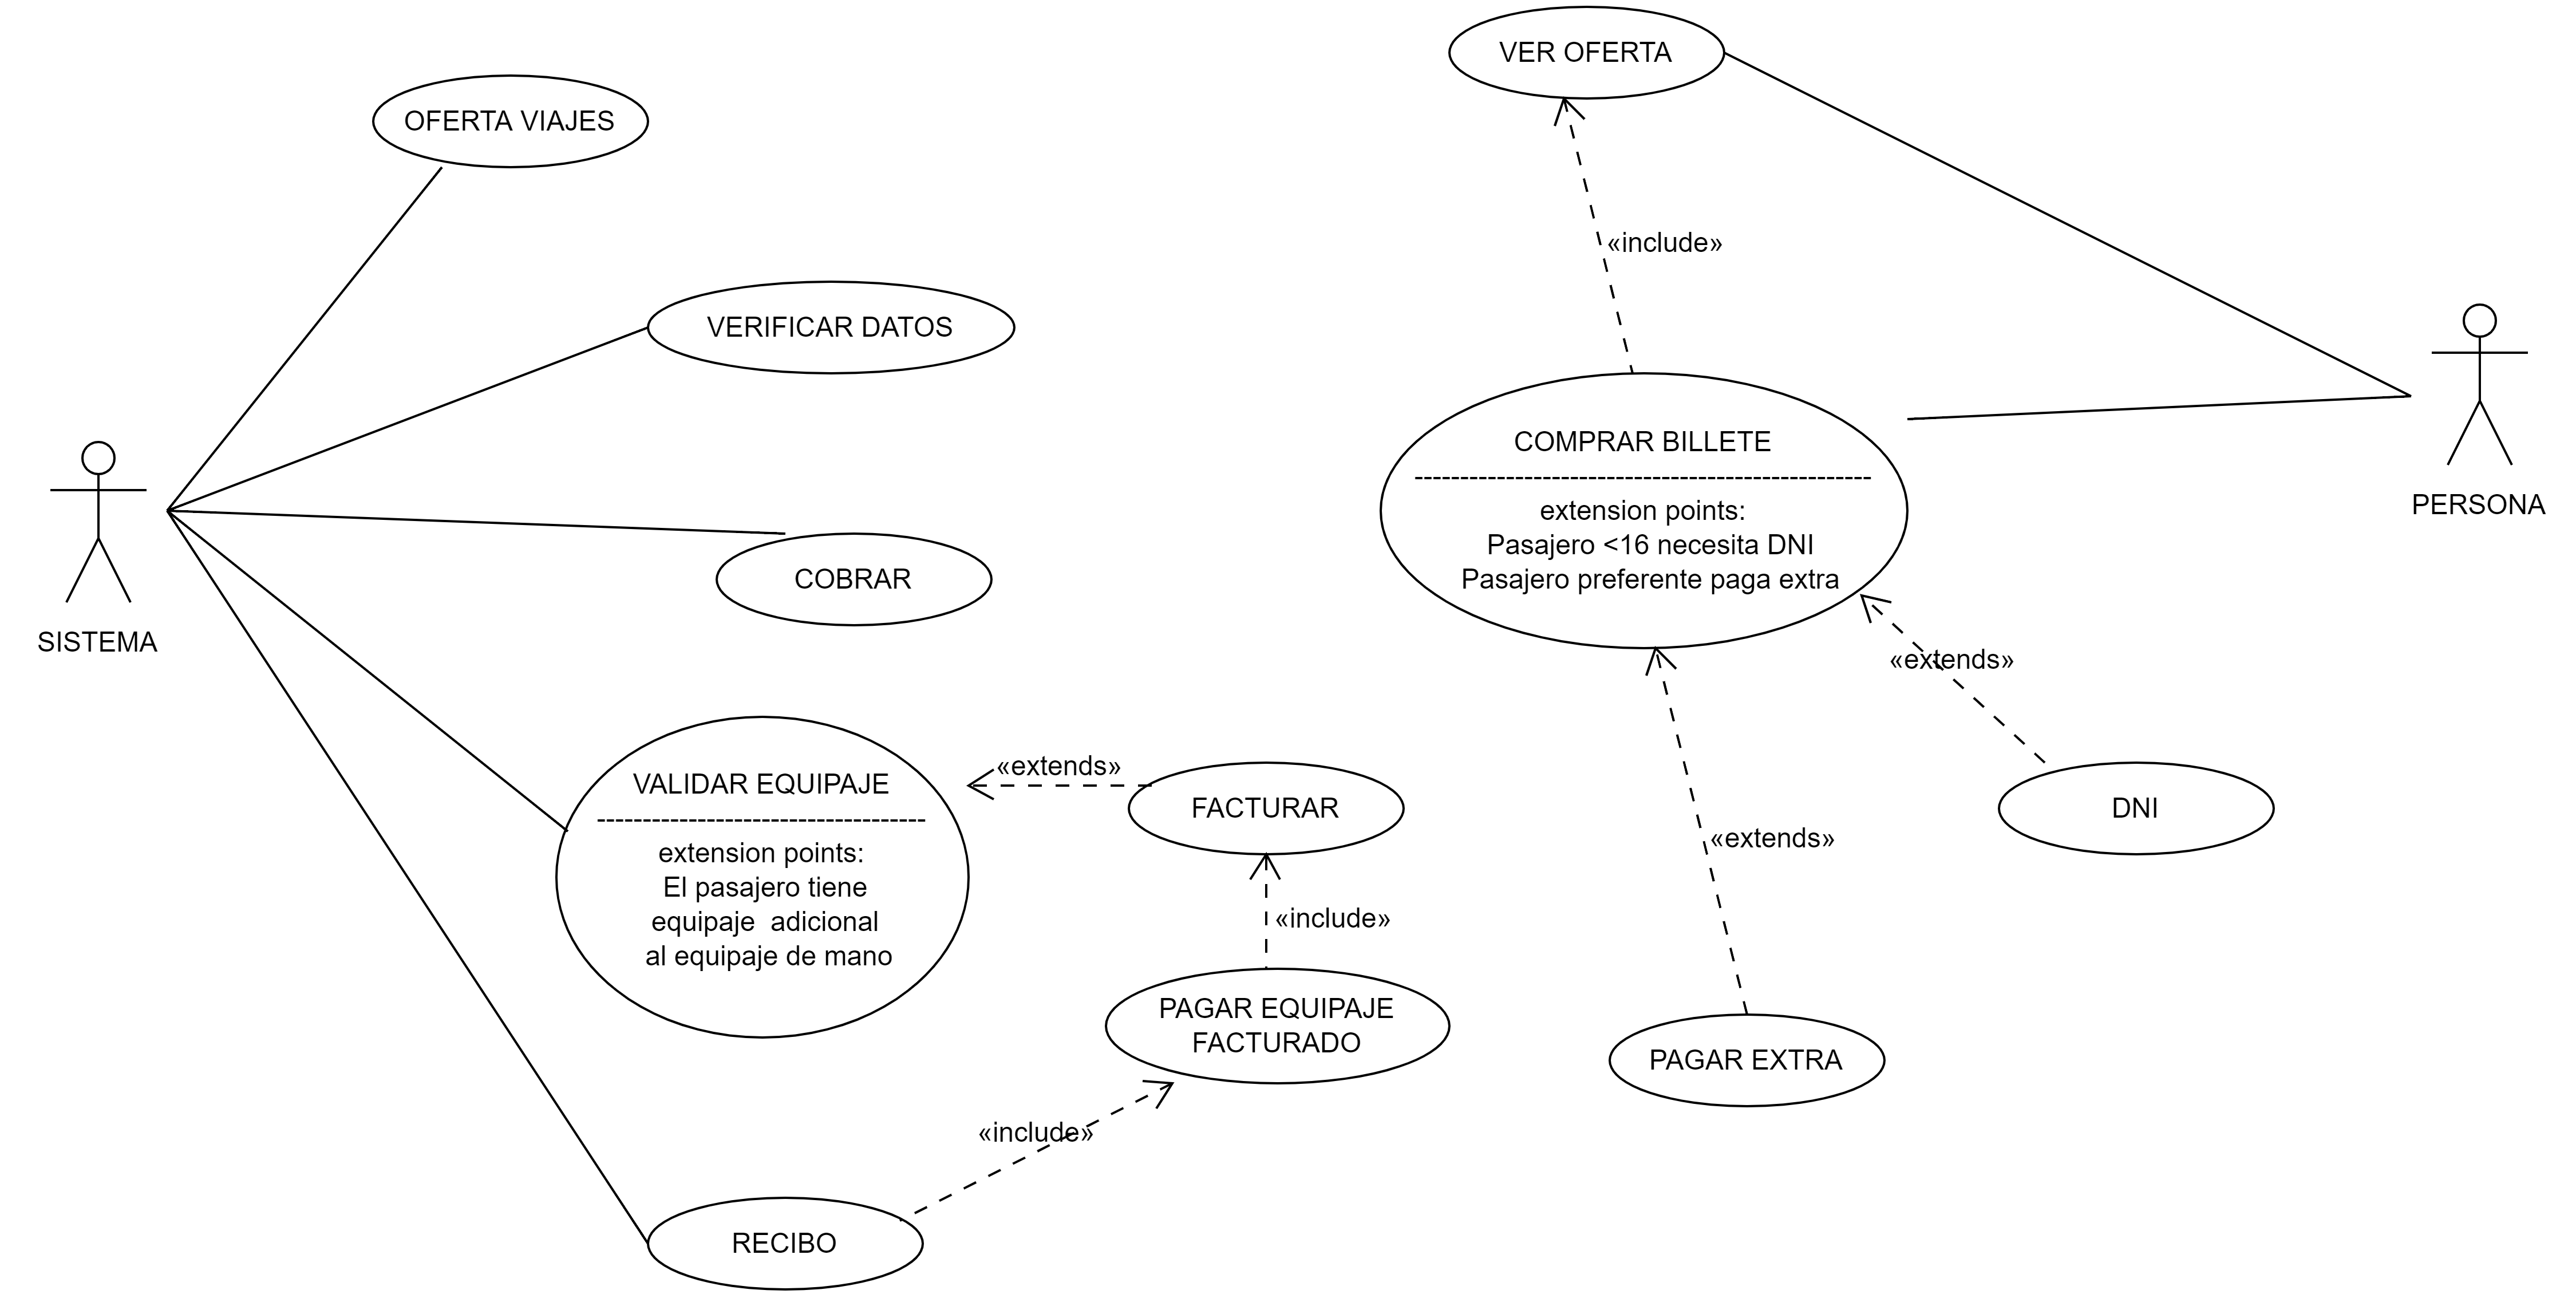 VER OFERTA
OFERTA VIAJES
«include»
VERIFICAR DATOS
COMPRAR BILLETE
--------------------------------------------------
extension points:
Pasajero <16 necesita DNI
Pasajero preferente paga extra
PERSONA
COBRAR
SISTEMA
«extends»
VALIDAR EQUIPAJE
------------------------------------
extension points:
El pasajero tiene
equipaje  adicional
al equipaje de mano
«extends»
FACTURAR
«extends»
DNI
«include»
PAGAR EQUIPAJE
FACTURADO
PAGAR EXTRA
«include»
RECIBO